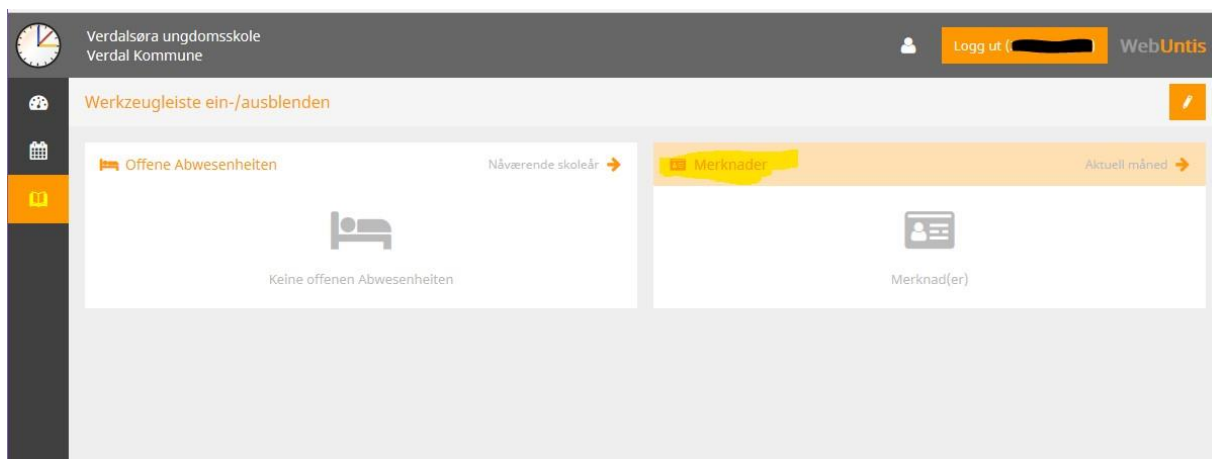 Verdalsøra ungdomsskole
Verdal Kommune
Logg ut (
)
WebUntis
Werkzeugleiste ein-/ausblenden
Offene Abwesenheiten
Nåværende skoleår
Merknader
Aktuell måned
Keine offenen Abwesenheiten
Merknad(er)